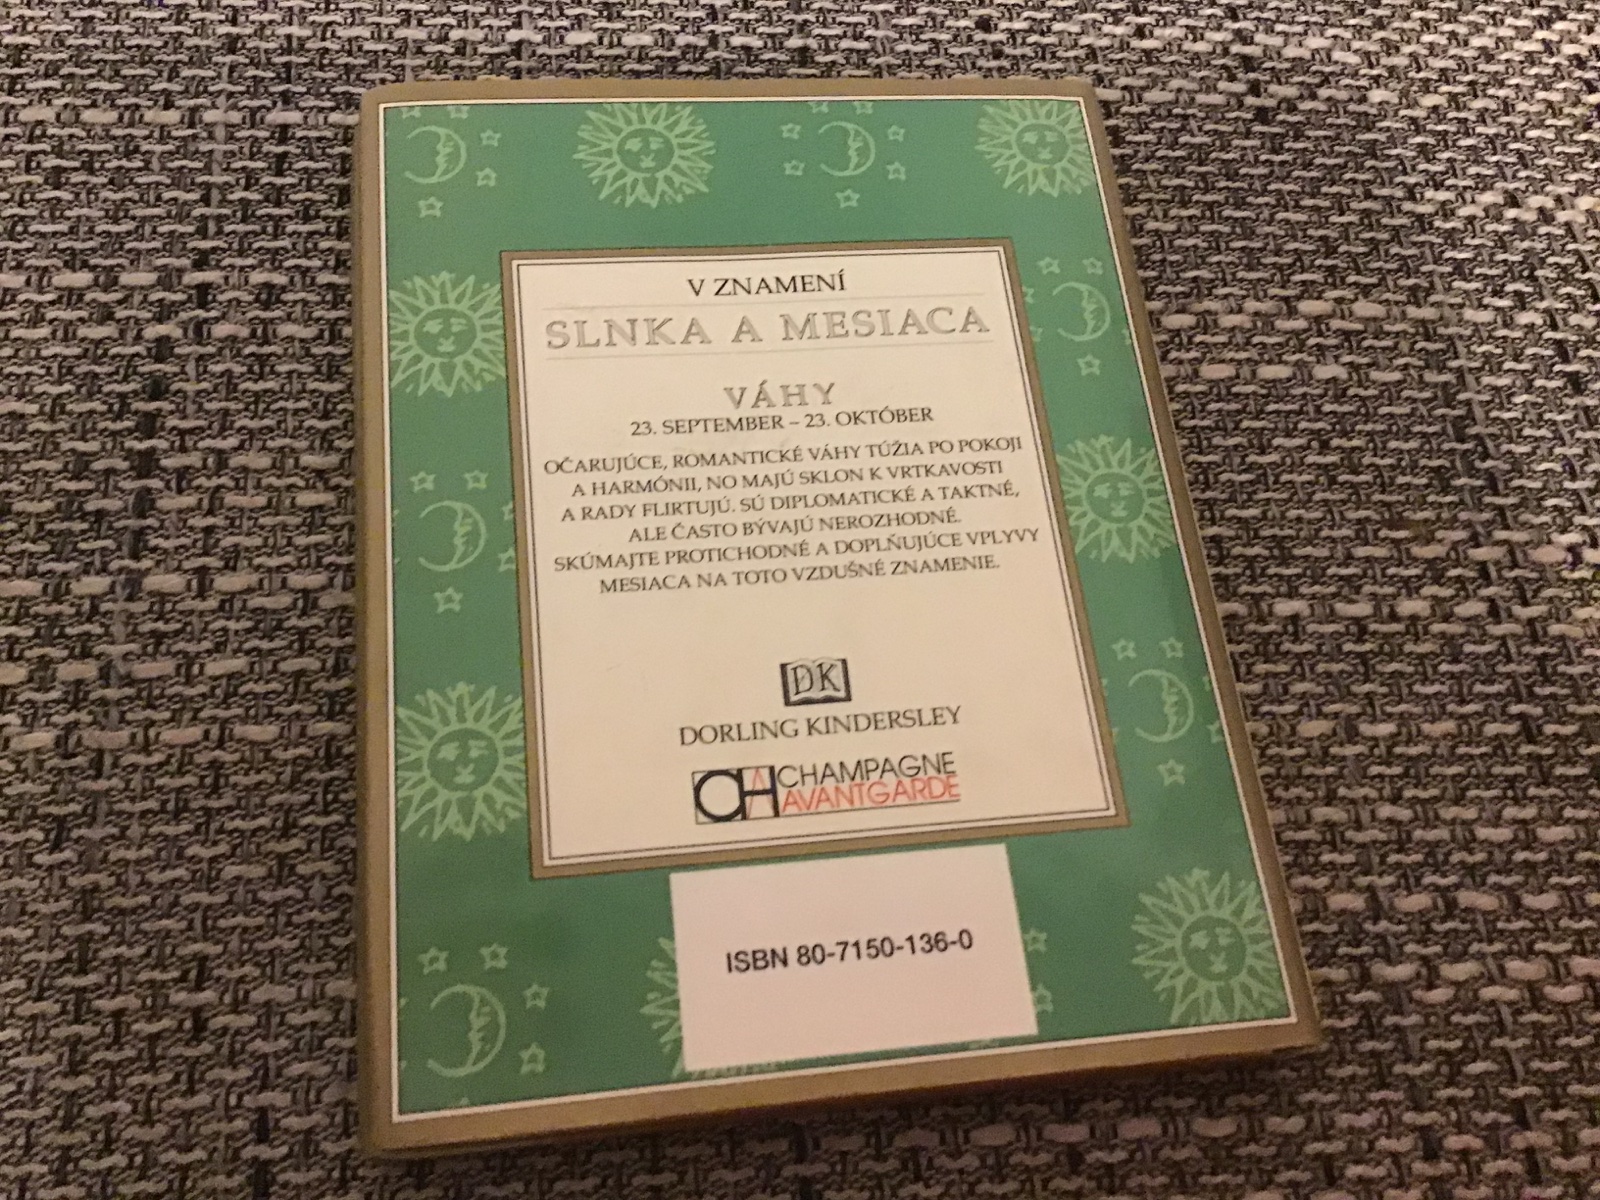 V ZNAMENÍ
SLNKA A MESIACA
VÁHY
23. SEPTEMBER – 23. OKTÓBER
OČARUJÚCE, ROMANTICKÉ VÁHY TÚŽIA PO POKOJI
A HARMÓNII, NO MAJÚ SKLON K VRTKAVOSTI
A RADY FLIRTUJÚ. SÚ DIPLOMATICKÉ A TAKTNÉ,
ALE ČASTO BÝVAJÚ NEROZHODNÉ.
SKÚMAJTE PROTICHODNÉ A DOPLŇUJÚCE VPLYVY
MESIACA NA TOTO VZDUŠNÉ ZNAMENIE.
DK
DORLING KINDERSLEY
CHA CHAMPAGNE
AVANTGARDE
ISBN 80-7150-136-0